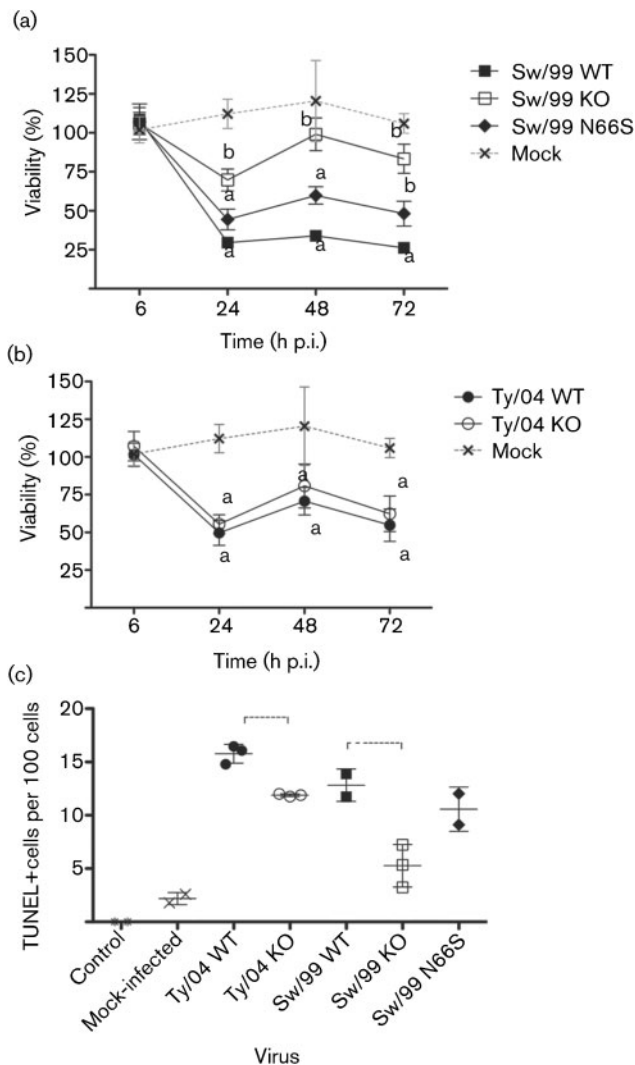 (a)
150
125
100
75
50
25
Viability (%)
b
a
a
b
a
b
b
a
6
24
48
72
Time (h p.i.)
Sw/99 WT
Sw/99 KO
Sw/99 N66S
Mock
(b)
150
125
100
75
50
25
Viability (%)
a
a
a
a
a
a
6
24
48
72
Time (h p.i.)
Ty/04 WT
Ty/04 KO
Mock
(c)
20
15
10
5
TUNEL+cells per 100 cells
Control
Mock-infected
Ty/04 WT
Ty/04 KO
Sw/99 WT
Sw/99 KO
Sw/99 N66S
Virus